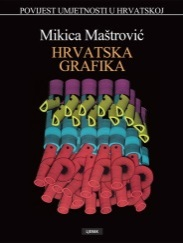 POVIJEST UMJETNOSTI U HRVATSKOJ
Mikica Maštrović
HRVATSKA
GRAFIKA